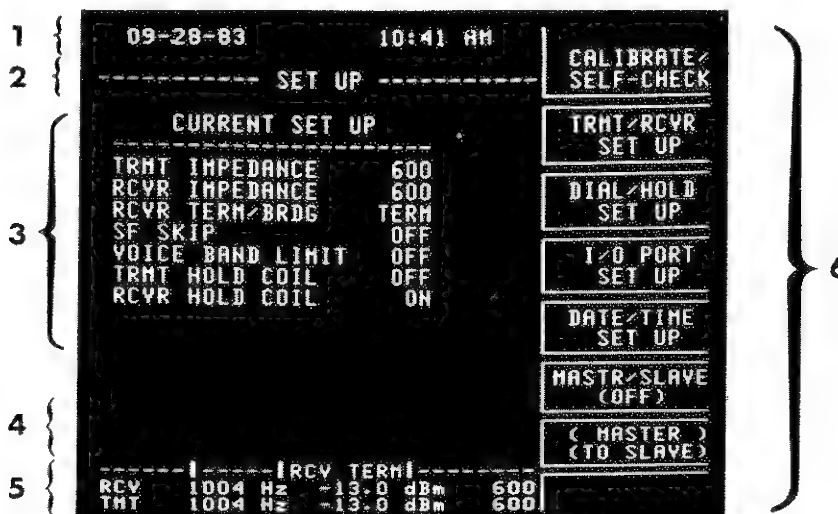 1
09-28-83 10:41 AM
2
---------- SET UP ----------
3
CURRENT SET UP
TRMT IMPEDANCE 600
RCVR IMPEDANCE 600
RCVR TERM/BRDG TERM
SF SKIP OFF
VOICE BAND LIMIT OFF
TRMT HOLD COIL OFF
RCVR HOLD COIL ON
4
5
RCV TERM
RCV 1004 Hz -13.0 dBm 600
TMT 1004 Hz -13.0 dBm 600
CALIBRATE/
SELF-CHECK
TRMT/RCVR
SET UP
DIAL/HOLD
SET UP
I/O PORT
SET UP
DATE/TIME
SET UP
MASTR/SLAVE
(OFF)
( MASTER )
(TO SLAVE)